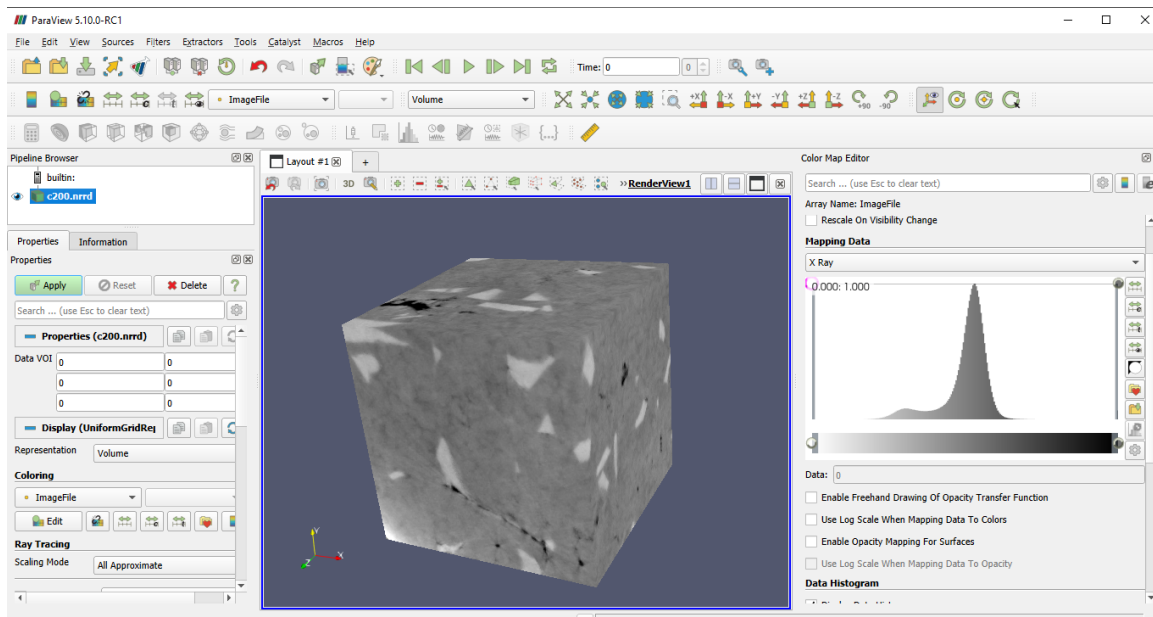 ParaView 5.10.0-RC1
File Edit View Sources Filters Extractors Tools Catalyst Macros Help
Time: 0 0
ImageFile Volume +X -X +Y -Y +Z -Z +90 -90
Pipeline Browser
builtin:
c200.nrrd
Properties Information
Properties
Apply Reset Delete ?
Search ... (use Esc to clear text)
Properties (c200.nrrd)
Data VOI 0 0
0 0
0 0
Display (UniformGridRep
Representation Volume
Coloring
ImageFile
Edit
Ray Tracing
Scaling Mode All Approximate
Layout #1 +
3D »RenderView1
Y
X
Z
Color Map Editor
Search ... (use Esc to clear text)
Array Name: ImageFile
Rescale On Visibility Change
Mapping Data
X Ray
0.000: 1.000
Data: 0
Enable Freehand Drawing Of Opacity Transfer Function
Use Log Scale When Mapping Data To Colors
Enable Opacity Mapping For Surfaces
Use Log Scale When Mapping Data To Opacity
Data Histogram